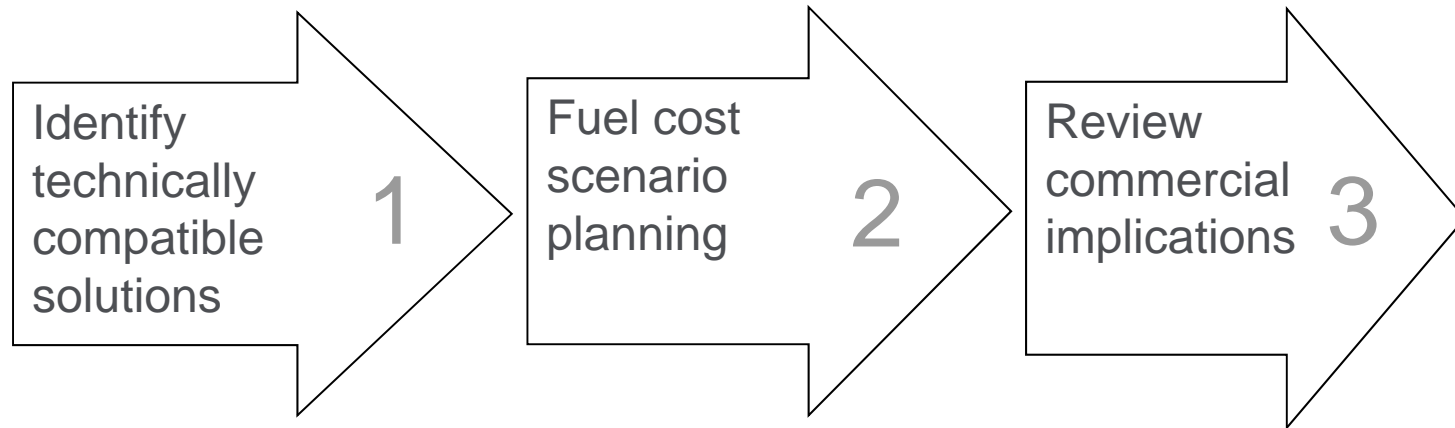 Identify
technically
compatible
solutions
1
Fuel cost
scenario
planning
2
Review
commercial
implications
3